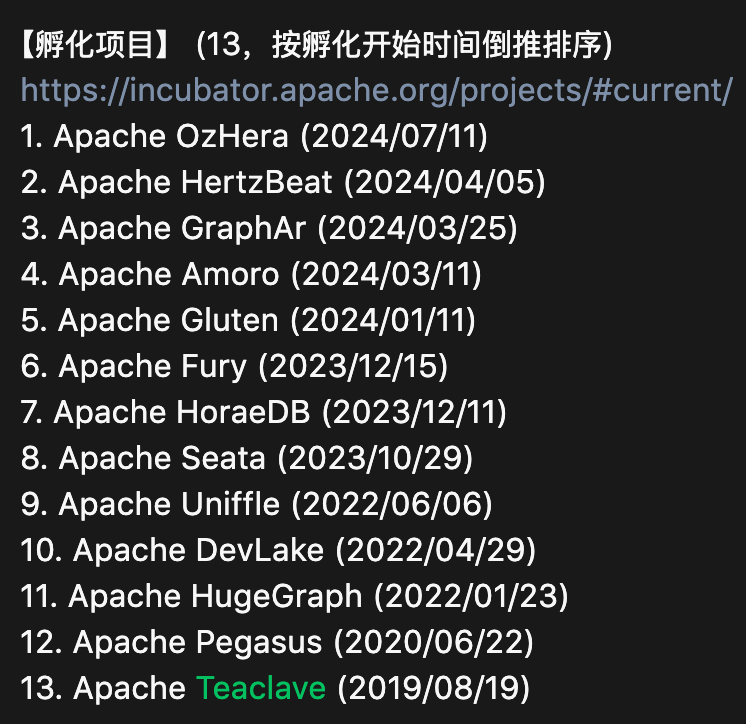 【孵化项目】 (13，按孵化开始时间倒推排序)
https://incubator.apache.org/projects/#current/
1. Apache OzHera (2024/07/11)
2. Apache HertzBeat (2024/04/05)
3. Apache GraphAr (2024/03/25)
4. Apache Amoro (2024/03/11)
5. Apache Gluten (2024/01/11)
6. Apache Fury (2023/12/15)
7. Apache HoraeDB (2023/12/11)
8. Apache Seata (2023/10/29)
9. Apache Uniffle (2022/06/06)
10. Apache DevLake (2022/04/29)
11. Apache HugeGraph (2022/01/23)
12. Apache Pegasus (2020/06/22)
13. Apache Teaclave (2019/08/19)